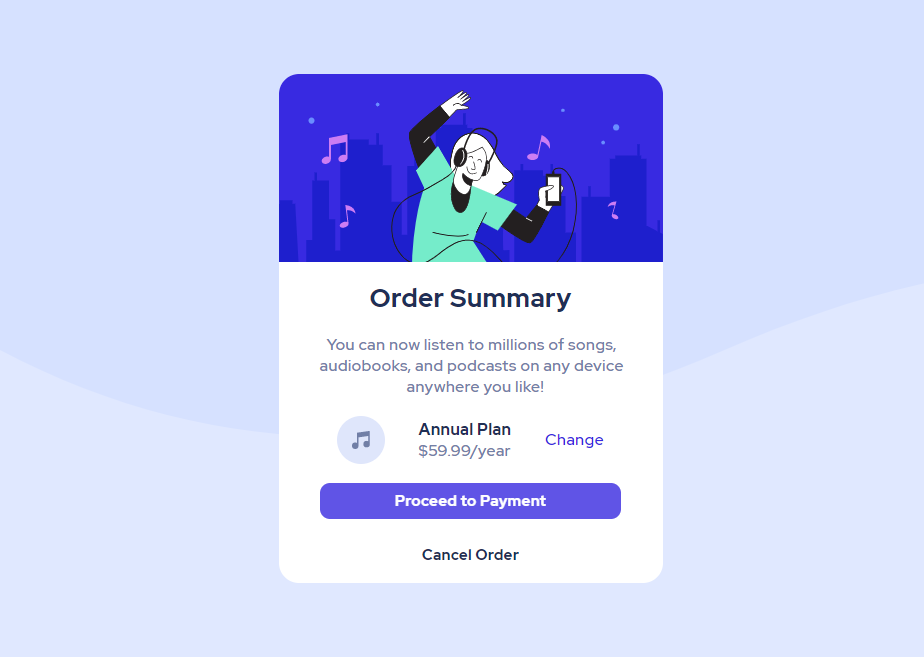 Order Summary
You can now listen to millions of songs,
audiobooks, and podcasts on any device
anywhere you like!
Annual Plan
$59.99/year
Change
Proceed to Payment
Cancel Order